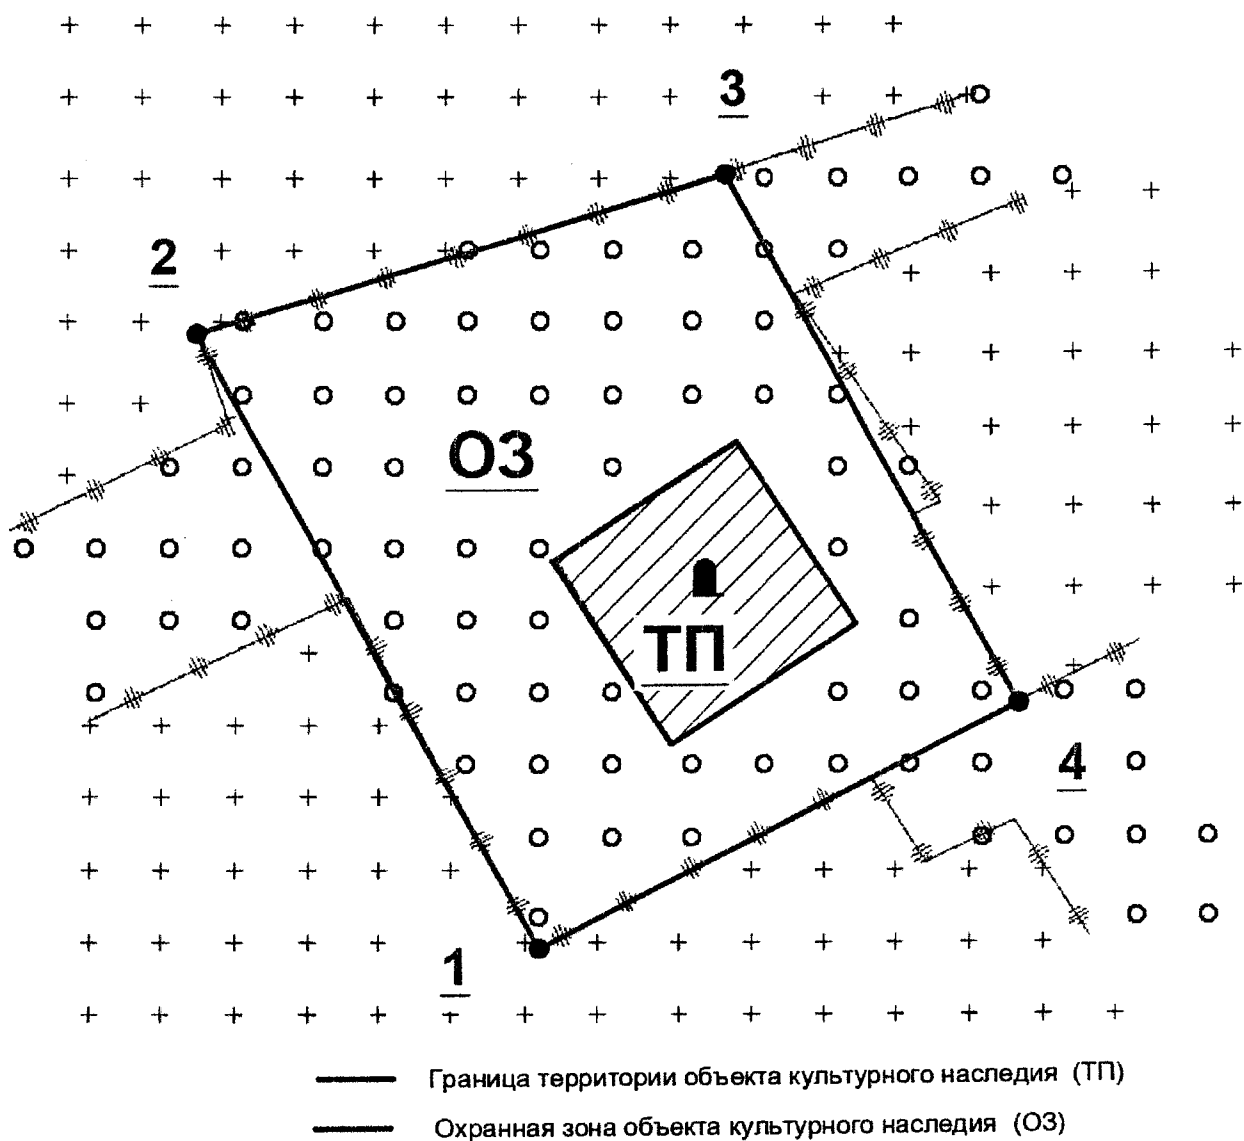 3
2
ОЗ
ТП
4
1
Граница территории объекта культурного наследия (ТП)
Охранная зона объекта культурного наследия (ОЗ)